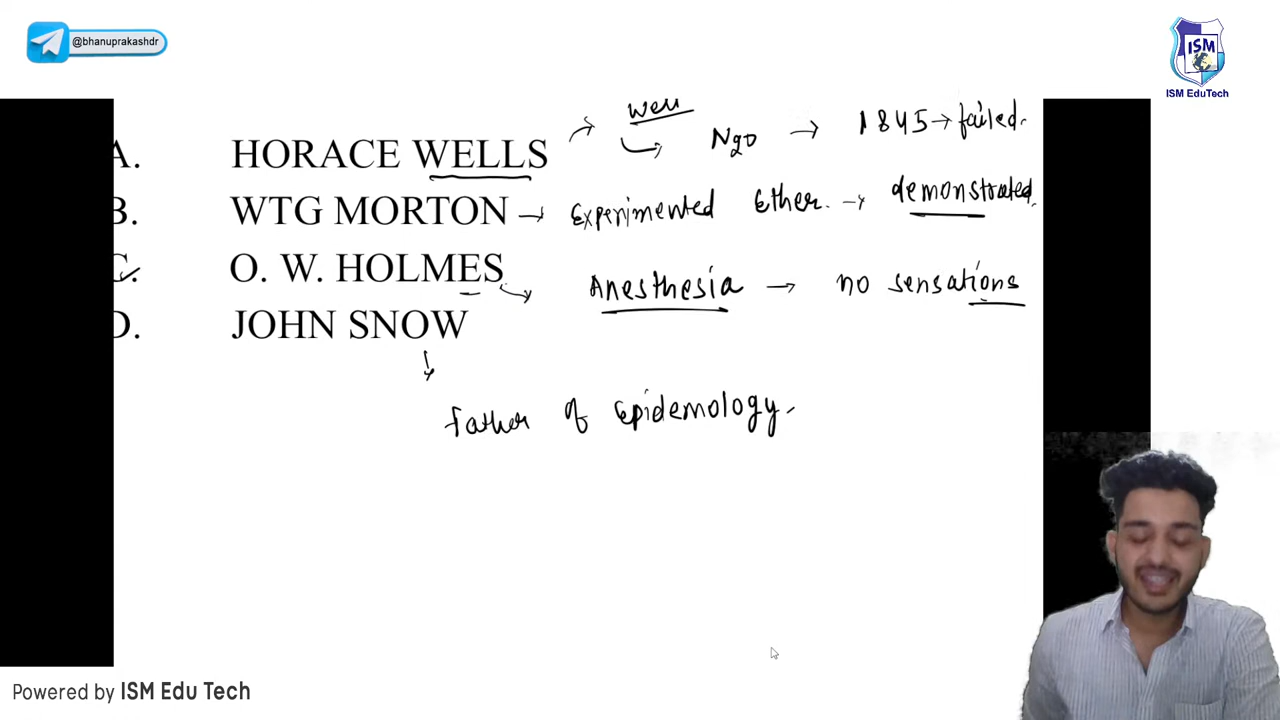 @bhanuprakashdr
ISM
ISM EduTech
A. HORACE WELLS → Well → N20 → 1845 → failed.
B. WTG MORTON → Experimented Ether. → demonstrated.
C. O. W. HOLMES → Anesthesia → no sensations
D. JOHN SNOW
Father of Epidemology.
Powered by ISM Edu Tech